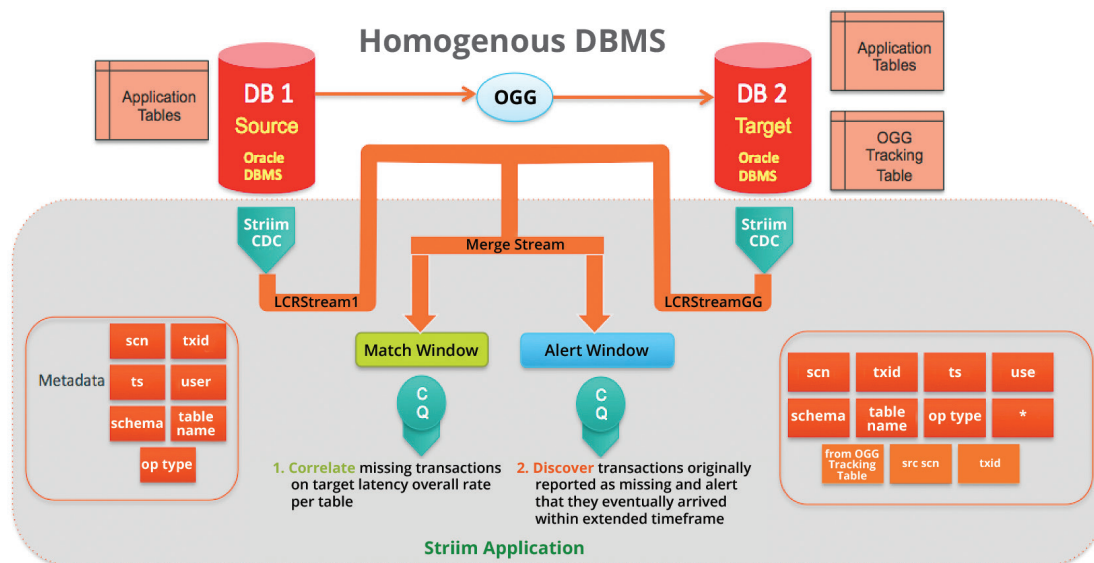 Homogenous DBMS
Application
Tables
DB 1
Source
Oracle
DBMS
OGG
DB 2
Target
Oracle
DBMS
Application
Tables
OGG
Tracking
Table
Striim
CDC
Striim
CDC
Merge Stream
LCRStream1
LCRStreamGG
Match Window
Alert Window
Metadata
scn
txid
ts
user
schema
table
name
op type
C
Q
C
Q
scn
txid
ts
use
schema
table
name
op type
*
from OGG
Tracking
Table
src scn
txid
1. Correlate missing transactions
on target latency overall rate
per table
2. Discover transactions originally
reported as missing and alert
that they eventually arrived
within extended timeframe
Striim Application